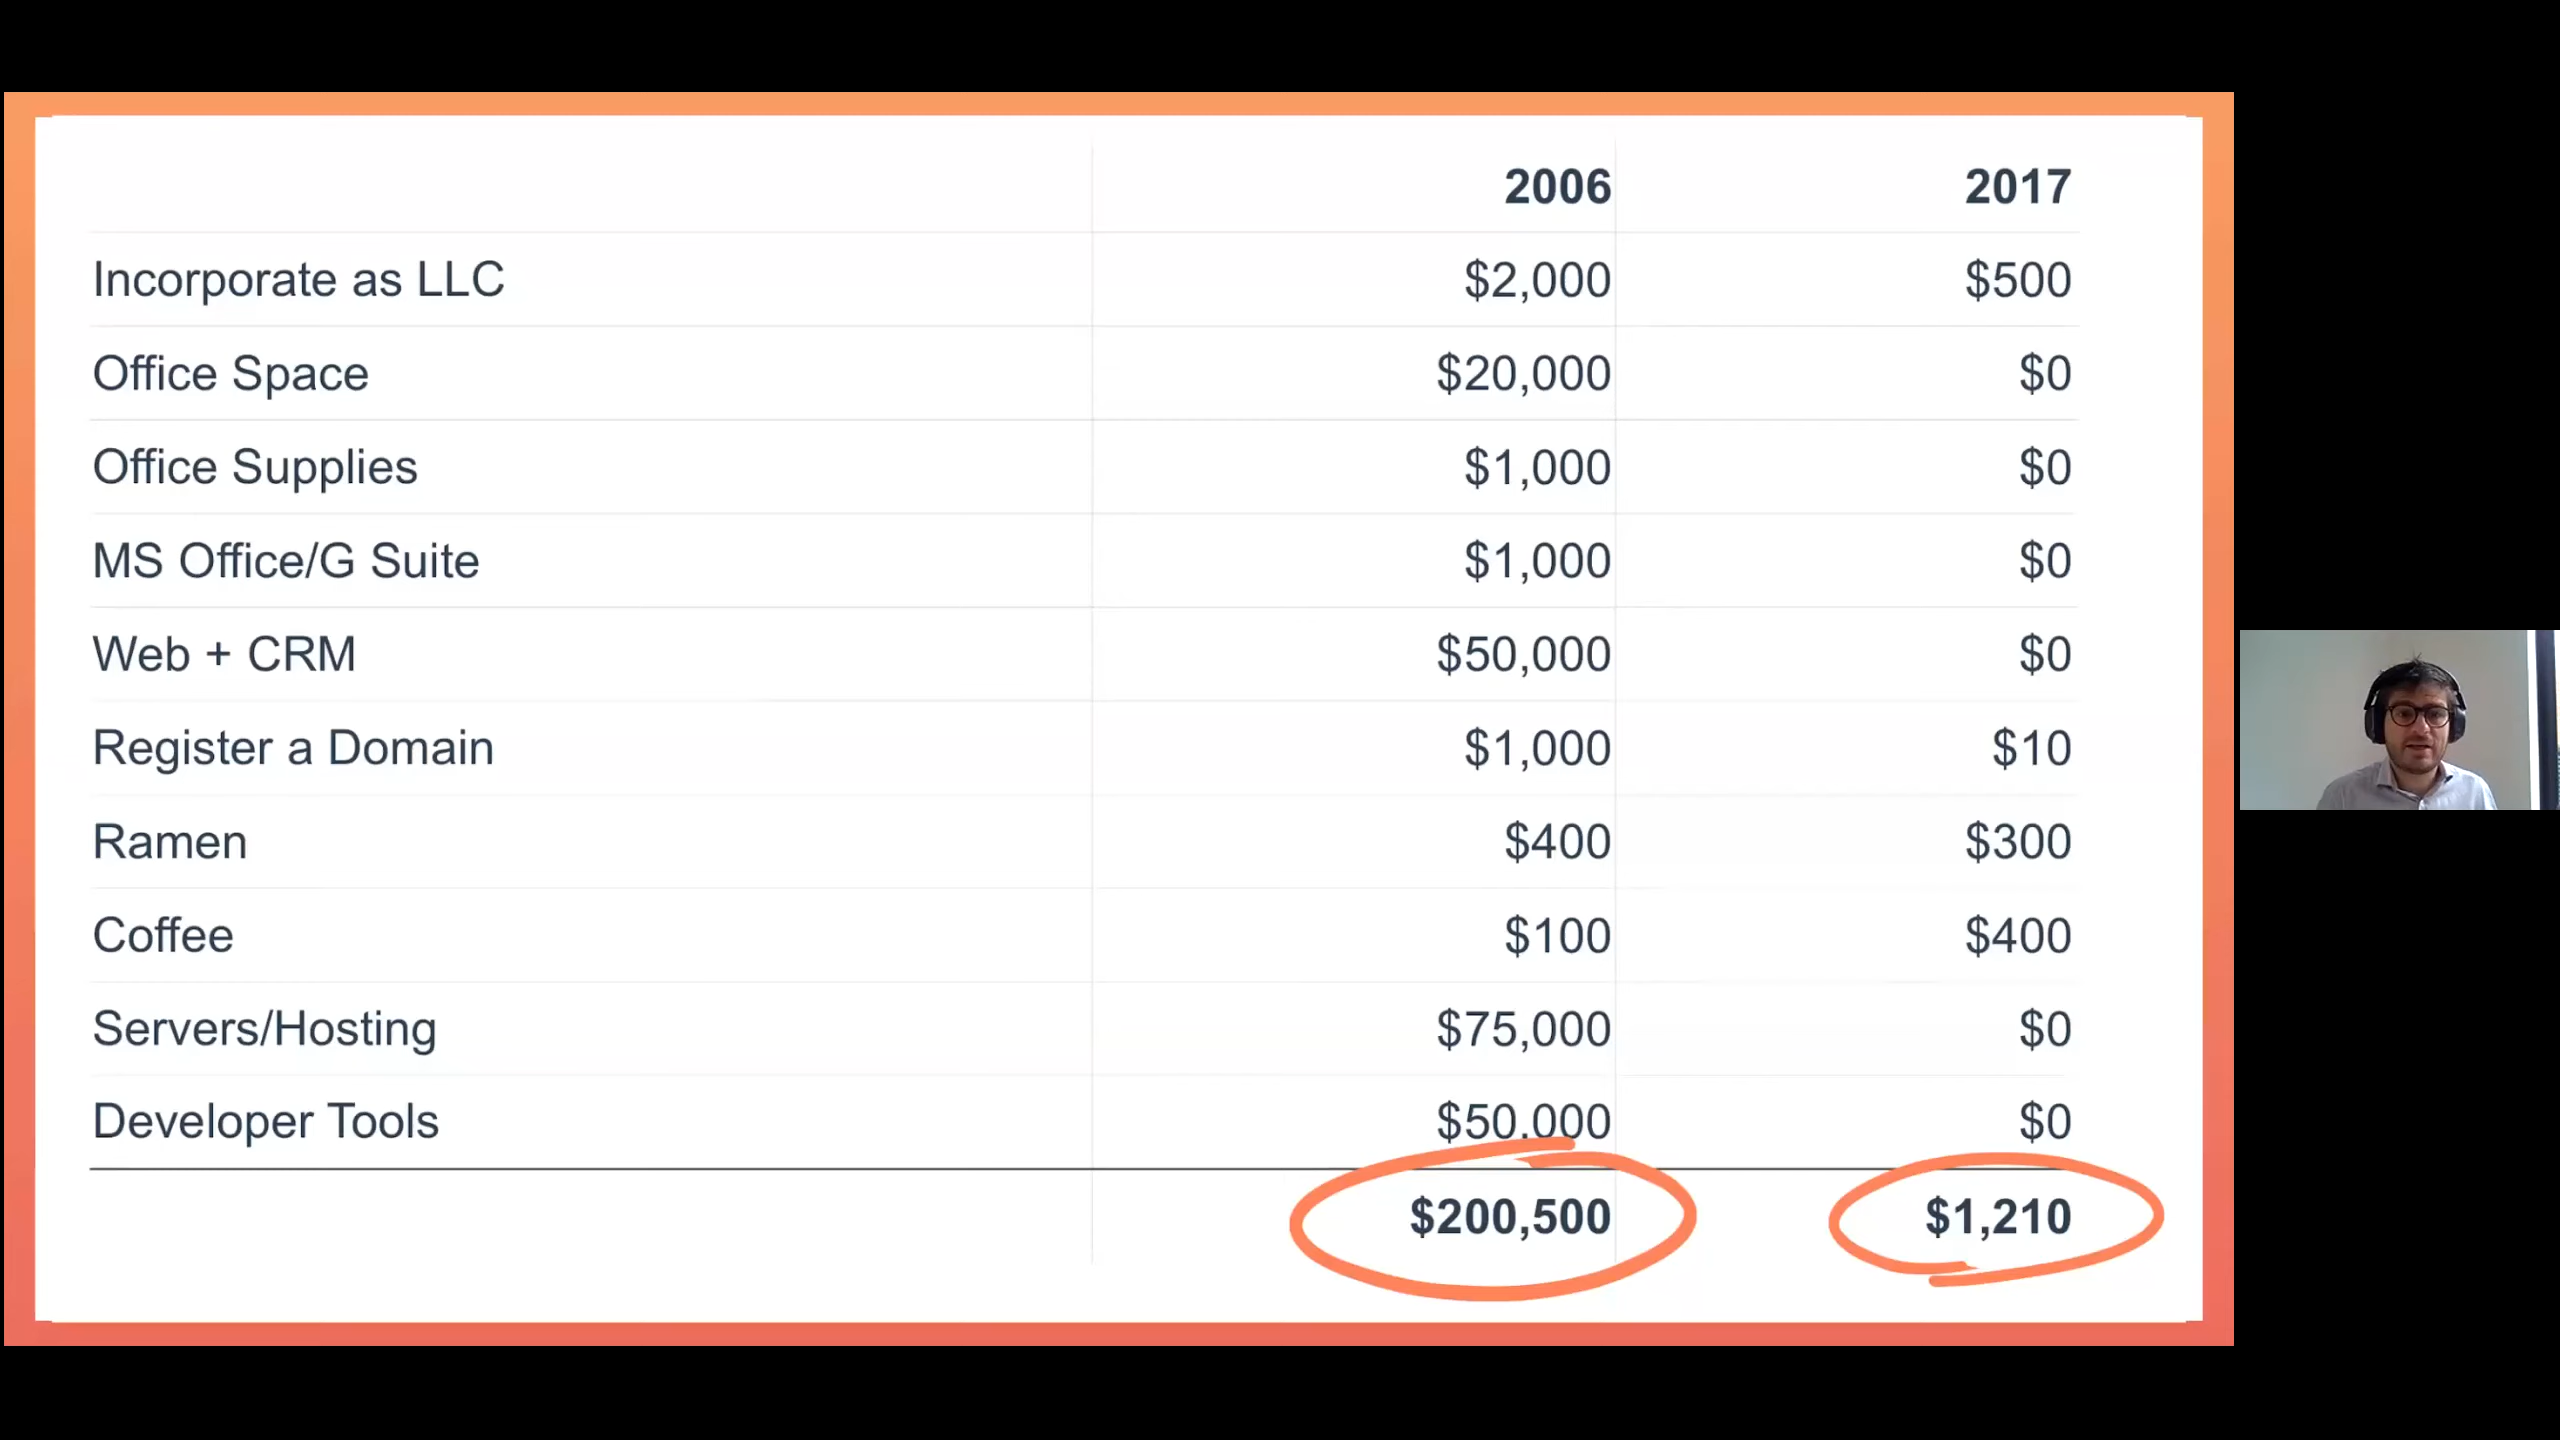 2006 2017
Incorporate as LLC $2,000 $500
Office Space $20,000 $0
Office Supplies $1,000 $0
MS Office/G Suite $1,000 $0
Web + CRM $50,000 $0
Register a Domain $1,000 $10
Ramen $400 $300
Coffee $100 $400
Servers/Hosting $75,000 $0
Developer Tools $50,000 $0
$200,500 $1,210